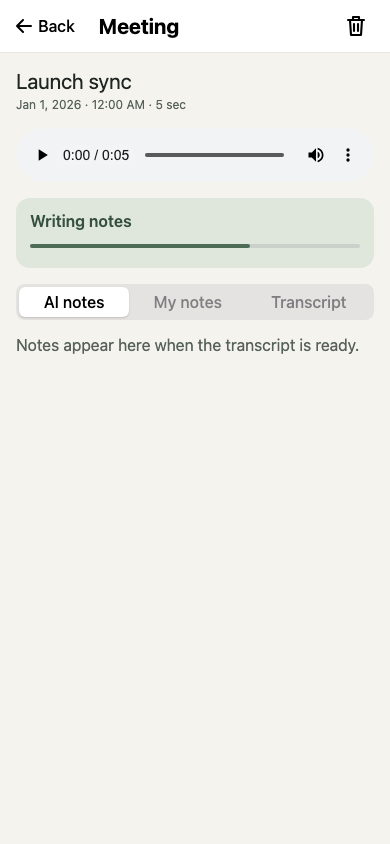 Back Meeting
Launch sync
Jan 1, 2026 · 12:00 AM · 5 sec
0:00 / 0:05
Writing notes
AI notes My notes Transcript
Notes appear here when the transcript is ready.